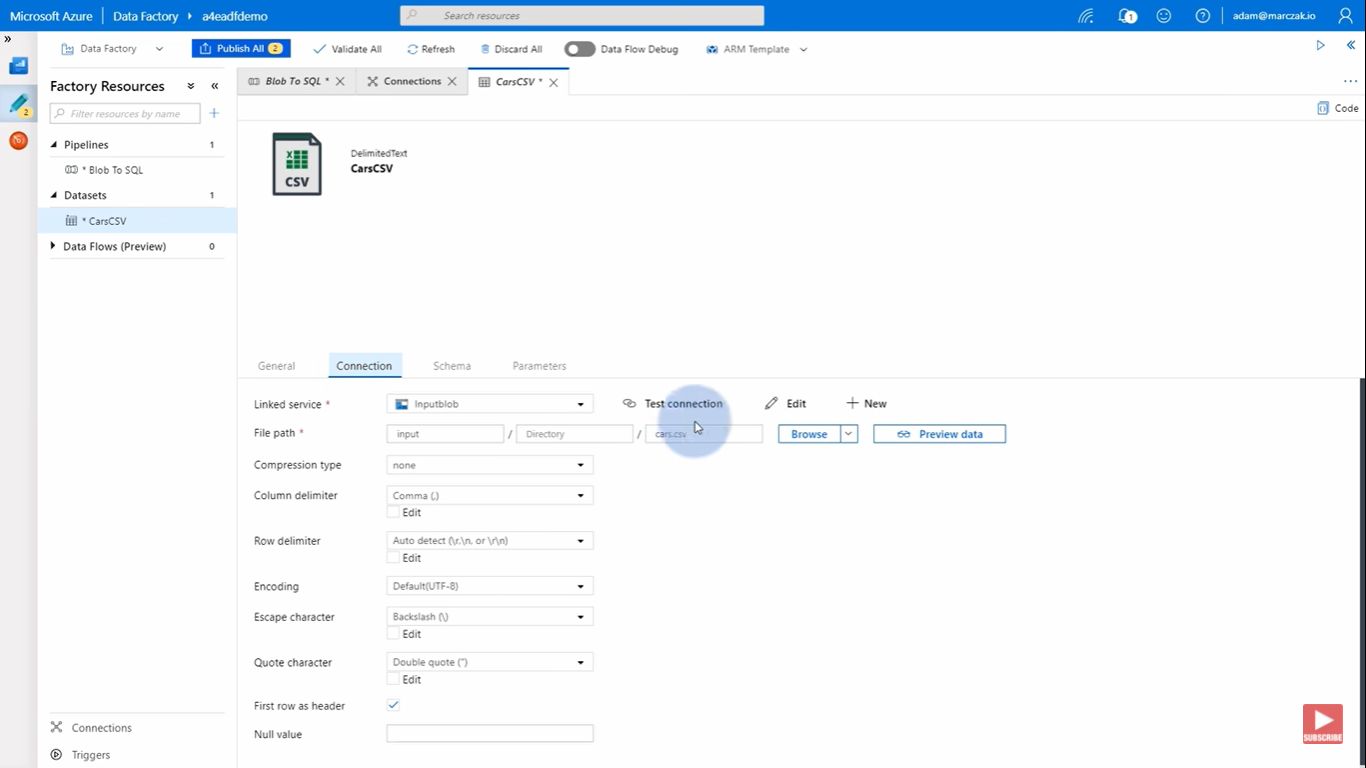 Microsoft Azure Data Factory a4eadfdemo Search resources 1 adam@marczak.io
» Data Factory Publish All 2 Validate All Refresh Discard All Data Flow Debug ARM Template «
Factory Resources «
Filter resources by name +
Pipelines 1
* Blob To SQL
Datasets 1
* CarsCSV
Data Flows (Preview) 0
Connections
Triggers
2
Blob To SQL * Connections CarsCSV *
...
Code
CSV
DelimitedText
CarsCSV
General Connection Schema Parameters
Linked service * Inputblob Test connection Edit + New
File path * input / Directory / cars.csv Browse Preview data
Compression type none
Column delimiter Comma (,)
Edit
Row delimiter Auto detect (\r,\n, or \r\n)
Edit
Encoding Default(UTF-8)
Escape character Backslash (\)
Edit
Quote character Double quote (")
Edit
First row as header
Null value
SUBSCRIBE